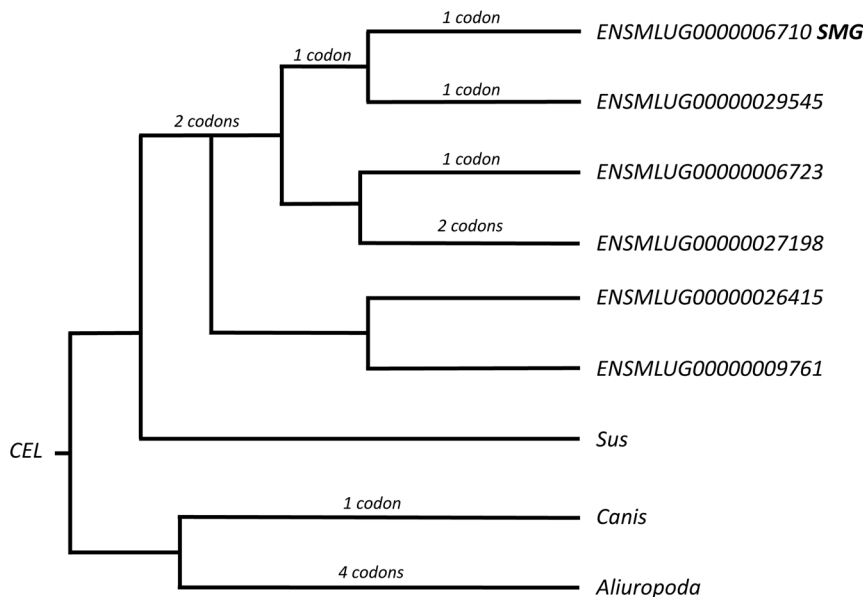 1 codon
ENSMLUG0000006710 SMG
1 codon
1 codon
ENSMLUG00000029545
2 codons
1 codon
ENSMLUG00000006723
2 codons
ENSMLUG00000027198
ENSMLUG00000026415
ENSMLUG00000009761
Sus
CEL
1 codon
Canis
4 codons
Aliuropoda